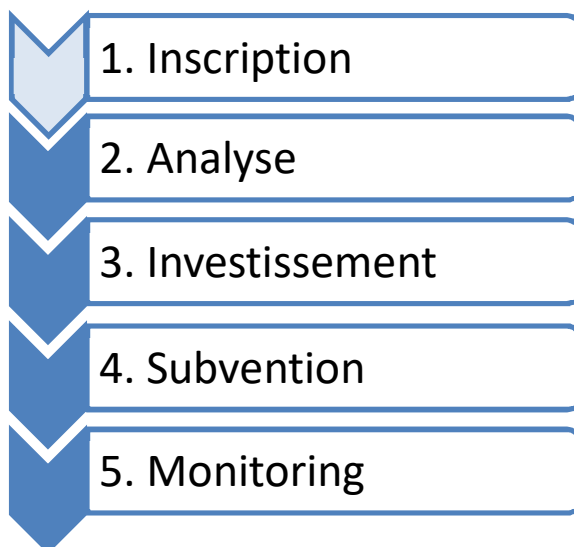 1. Inscription
2. Analyse
3. Investissement
4. Subvention
5. Monitoring